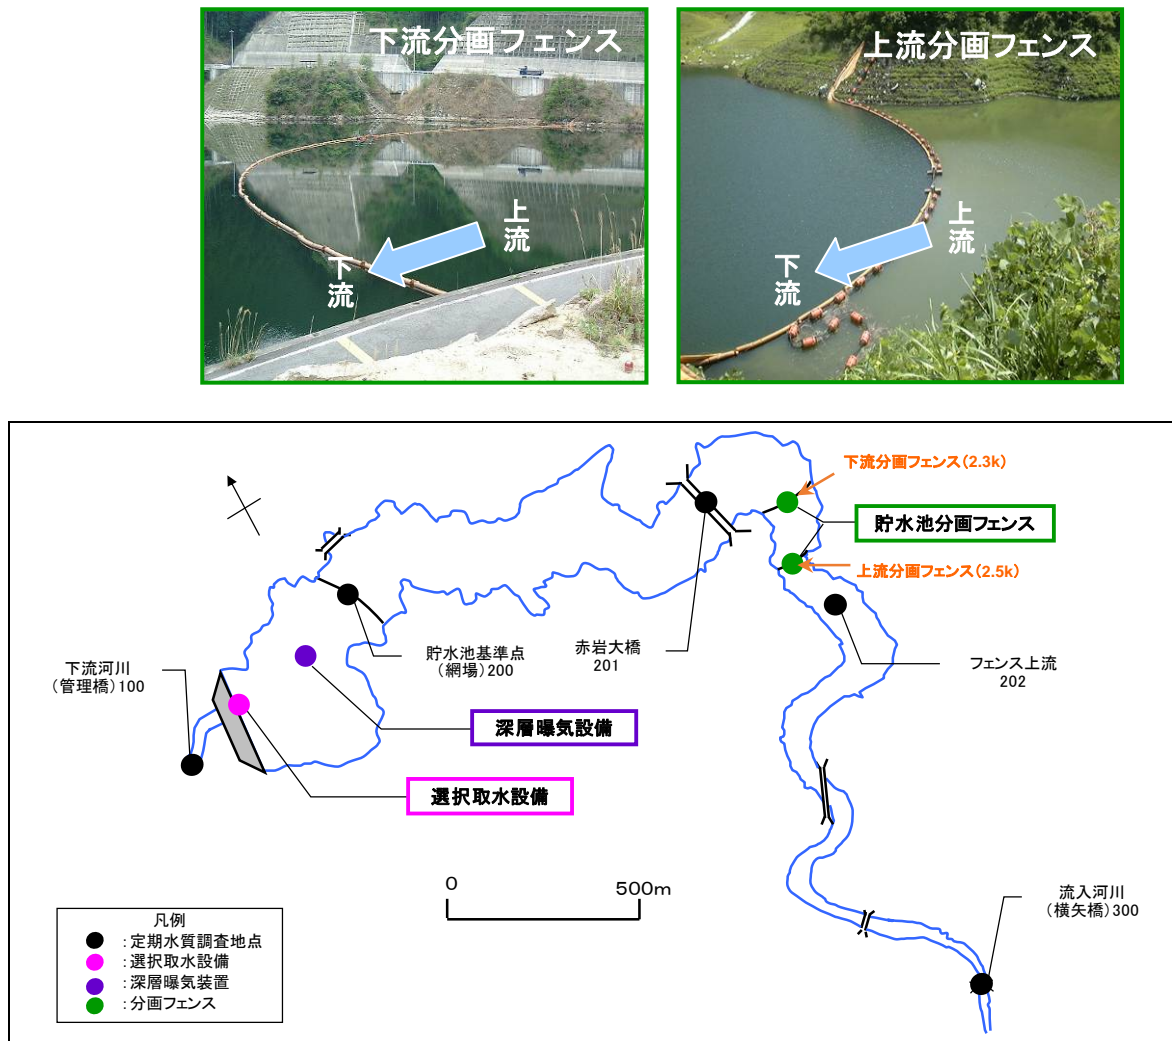 下流分画フェンス
上流
下流
上流分画フェンス
上流
下流
下流分画フェンス(2.3k)
貯水池分画フェンス
上流分画フェンス(2.5k)
赤岩大橋
201
貯水池基準点
(網場)200
フェンス上流
202
下流河川
(管理橋)100
深層曝気設備
選択取水設備
0
500m
流入河川
(横矢橋)300
凡例
:定期水質調査地点
:選択取水設備
:深層曝気装置
:分画フェンス